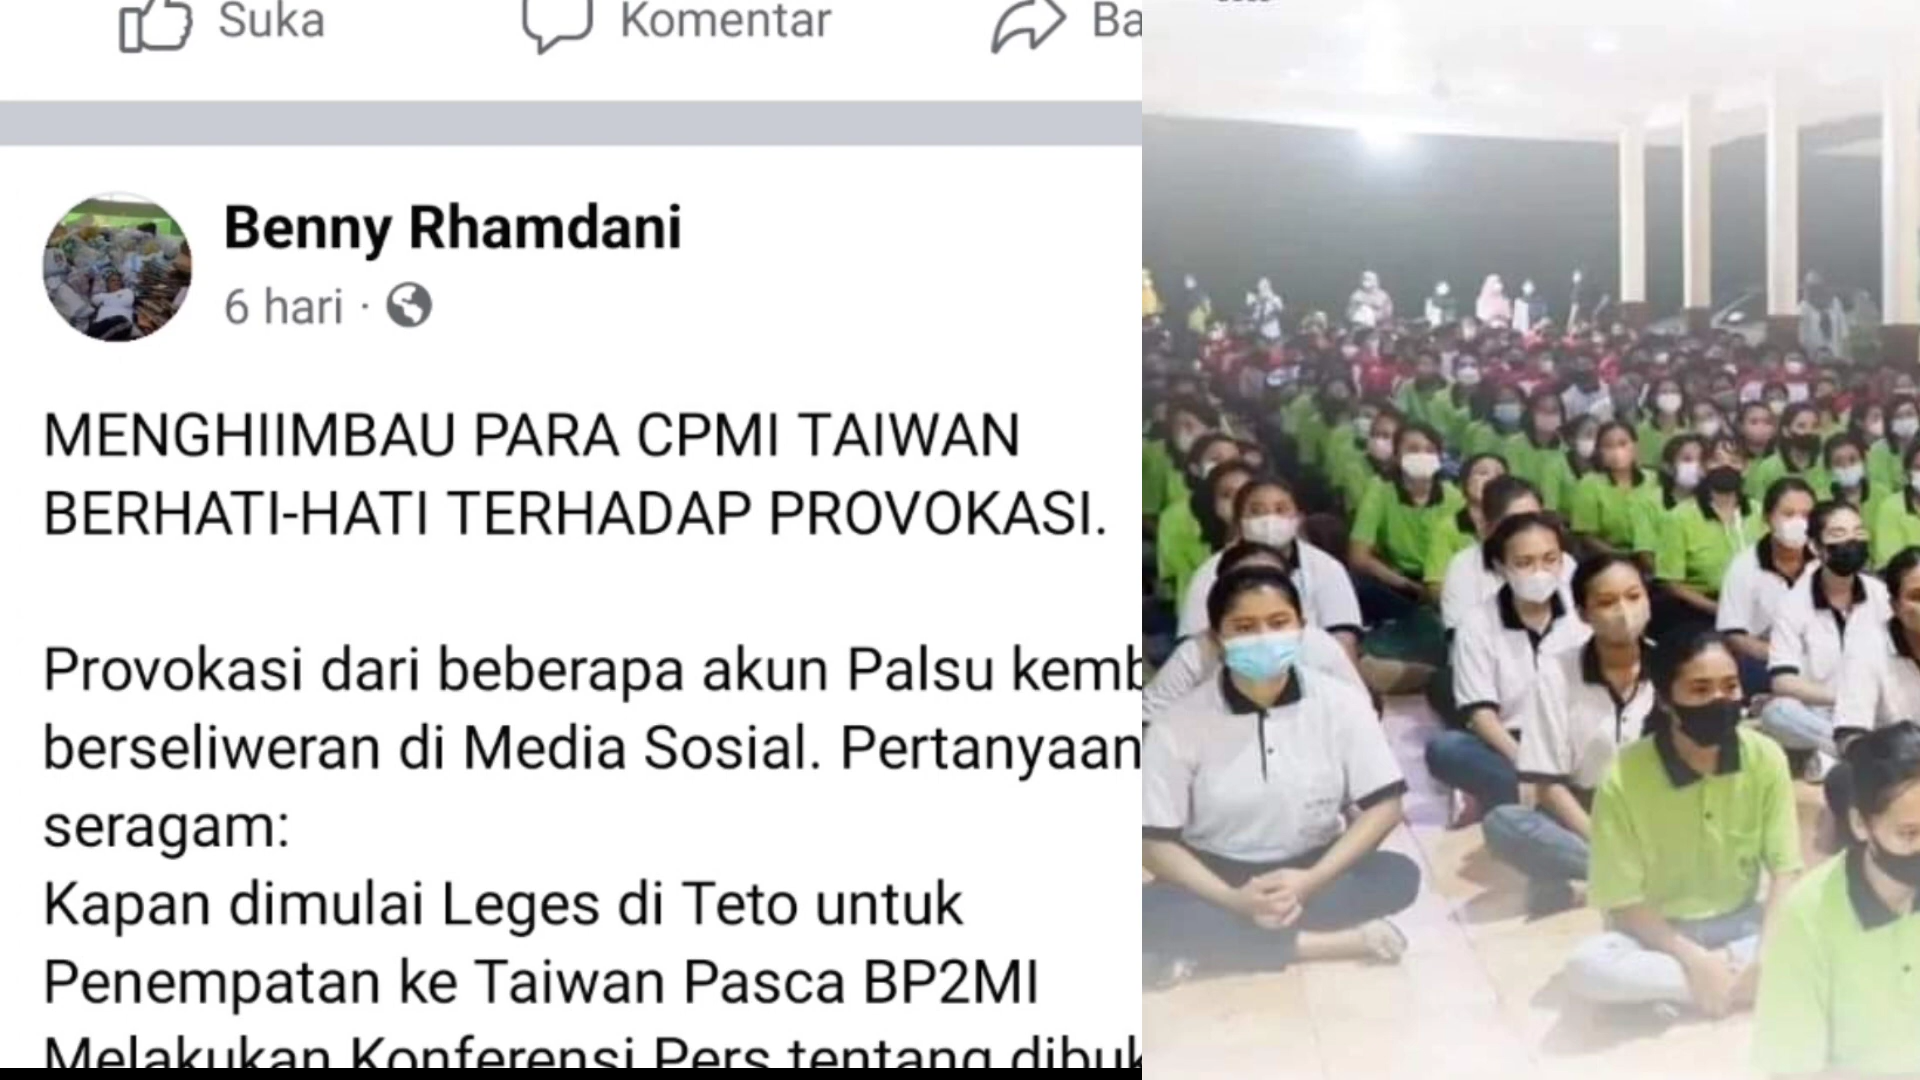 Suka Komentar
Benny Rhamdani
6 hari ·
MENGHIIMBAU PARA CPMI TAIWAN
BERHATI-HATI TERHADAP PROVOKASI.
Provokasi dari beberapa akun Palsu kemb
berseliweran di Media Sosial. Pertanyaan
seragam:
Kapan dimulai Leges di Teto untuk
Penempatan ke Taiwan Pasca BP2MI
Melakukan Konferensi Pers tentang dibuk